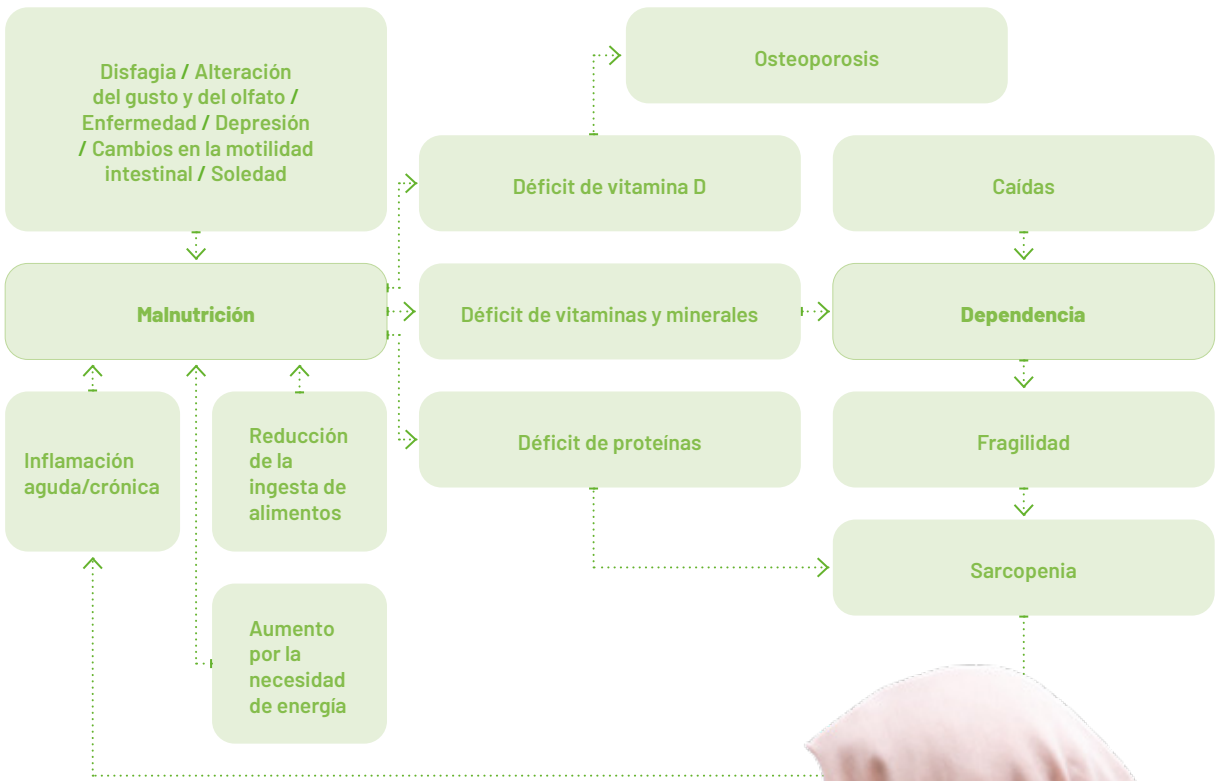 Disfagia / Alteración
del gusto y del olfato /
Enfermedad / Depresión
/ Cambios en la motilidad
intestinal / Soledad
Osteoporosis
Déficit de vitamina D
Caídas
Malnutrición
Déficit de vitaminas y minerales
Dependencia
Inflamación
aguda/crónica
Reducción
de la
ingesta de
alimentos
Déficit de proteínas
Fragilidad
Sarcopenia
Aumento
por la
necesidad
de energía